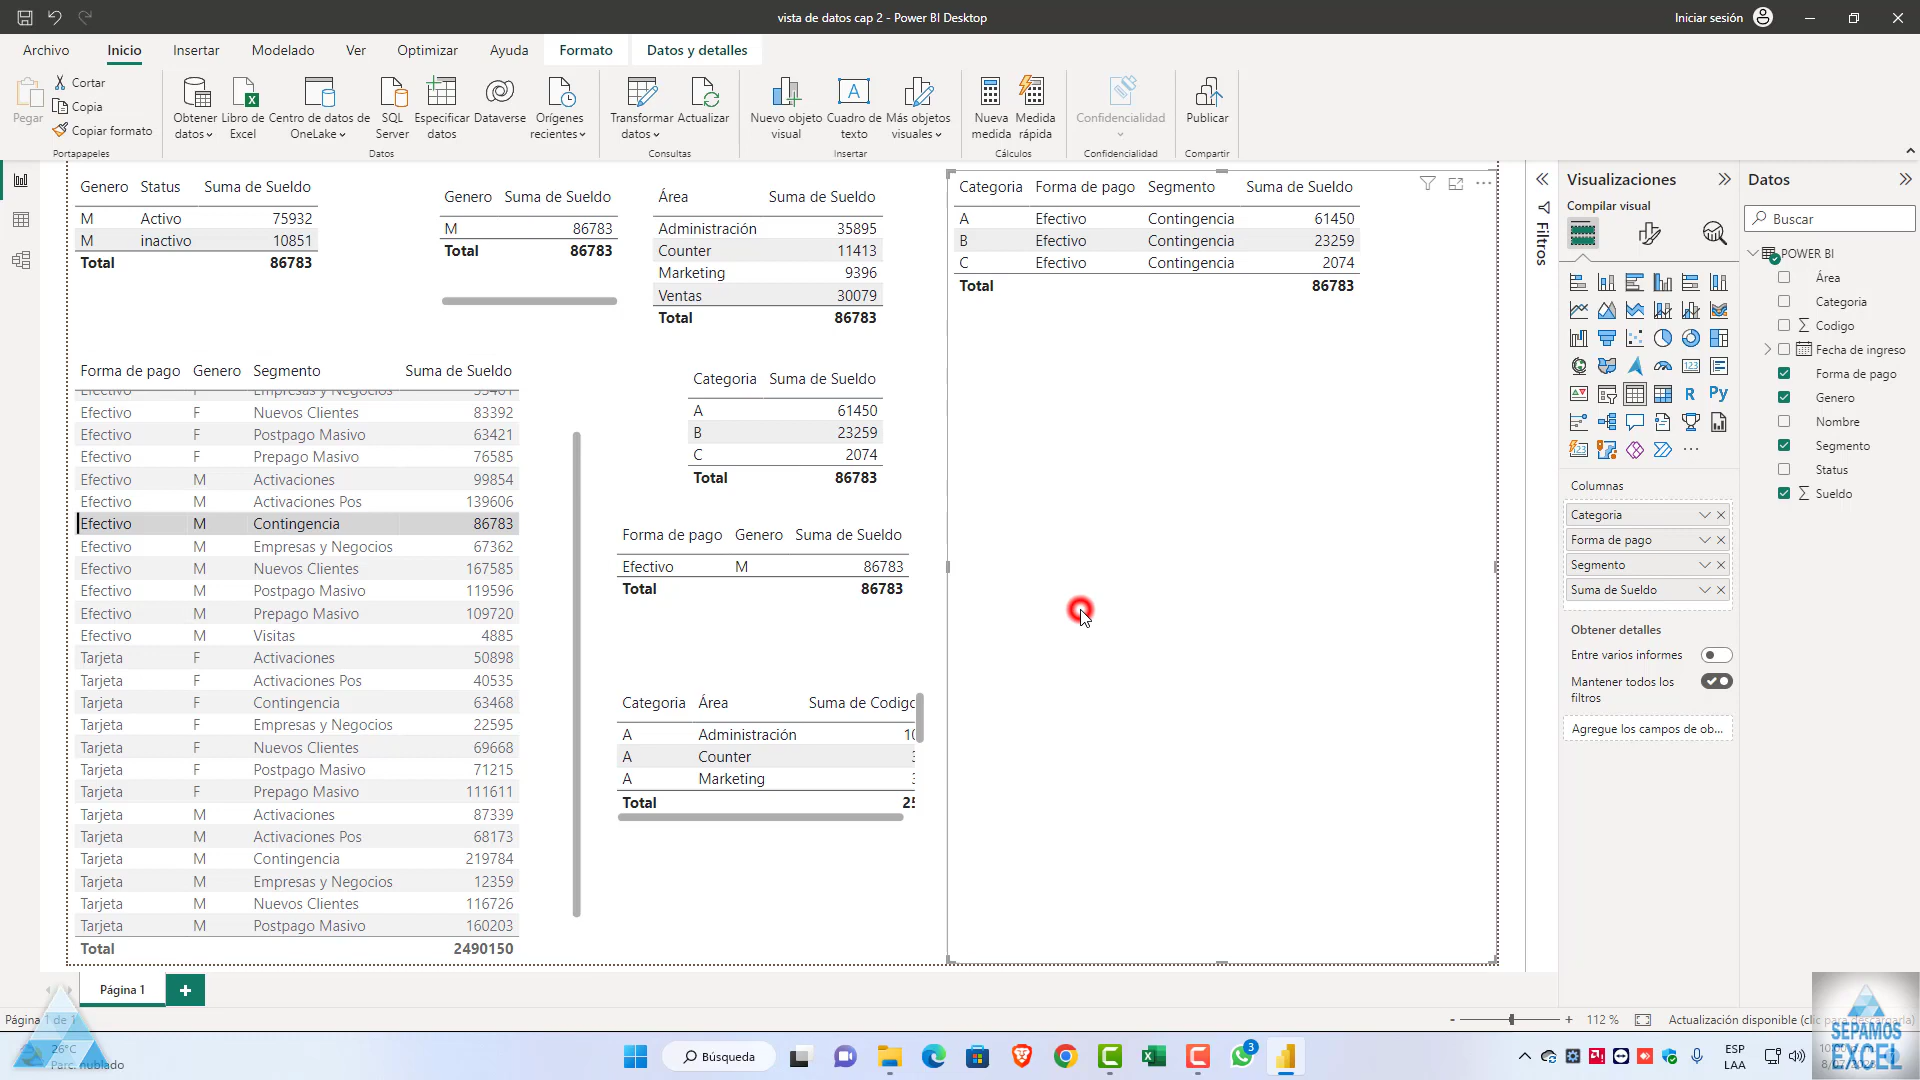 vista de datos cap 2 - Power BI Desktop
Iniciar sesión
Archivo Inicio Insertar Modelado Ver Optimizar Ayuda Formato Datos y detalles
Pegar
Cortar
Copia
Copiar formato
Portapapeles
Obtener datos
Libro de Excel
Centro de datos de OneLake
SQL Server
Especificar datos
Dataverse
Orígenes recientes
Datos
Transformar datos
Actualizar
Consultas
Nuevo objeto visual
Cuadro de texto
Más objetos visuales
Insertar
Nueva medida
Medida rápida
Cálculos
Confidencialidad
Confidencialidad
Publicar
Compartir
Genero Status Suma de Sueldo
M Activo 75932
M inactivo 10851
Total 86783
Genero Suma de Sueldo
M 86783
Total 86783
Área Suma de Sueldo
Administración 35895
Counter 11413
Marketing 9396
Ventas 30079
Total 86783
Categoria Forma de pago Segmento Suma de Sueldo
A Efectivo Contingencia 61450
B Efectivo Contingencia 23259
C Efectivo Contingencia 2074
Total 86783
Forma de pago Genero Segmento Suma de Sueldo
Efectivo F Nuevos Clientes 83392
Efectivo F Postpago Masivo 63421
Efectivo F Prepago Masivo 76585
Efectivo M Activaciones 99854
Efectivo M Activaciones Pos 139606
Efectivo M Contingencia 86783
Efectivo M Empresas y Negocios 67362
Efectivo M Nuevos Clientes 167585
Efectivo M Postpago Masivo 119596
Efectivo M Prepago Masivo 109720
Efectivo M Visitas 4885
Tarjeta F Activaciones 50898
Tarjeta F Activaciones Pos 40535
Tarjeta F Contingencia 63468
Tarjeta F Empresas y Negocios 22595
Tarjeta F Nuevos Clientes 69668
Tarjeta F Postpago Masivo 71215
Tarjeta F Prepago Masivo 111611
Tarjeta M Activaciones 87339
Tarjeta M Activaciones Pos 68173
Tarjeta M Contingencia 219784
Tarjeta M Empresas y Negocios 12359
Tarjeta M Nuevos Clientes 116726
Tarjeta M Postpago Masivo 160203
Total 2490150
Categoria Suma de Sueldo
A 61450
B 23259
C 2074
Total 86783
Forma de pago Genero Suma de Sueldo
Efectivo M 86783
Total 86783
Categoria Área Suma de Codigo
A Administración
A Counter
A Marketing
Total
Filtros
Visualizaciones
Compilar visual
R Py
Columnas
Categoria
Forma de pago
Segmento
Suma de Sueldo
Obtener detalles
Entre varios informes
Mantener todos los
filtros
Agregue los campos de ob...
Datos
Buscar
POWER BI
Área
Categoria
Codigo
Fecha de ingreso
Forma de pago
Genero
Nombre
Segmento
Status
Sueldo
Página 1
Página 1 de 1
112 %
Actualización disponible
26°C
Parc. nublado
Búsqueda
3
ESP
LAA
SEPAMOS
EXCEL